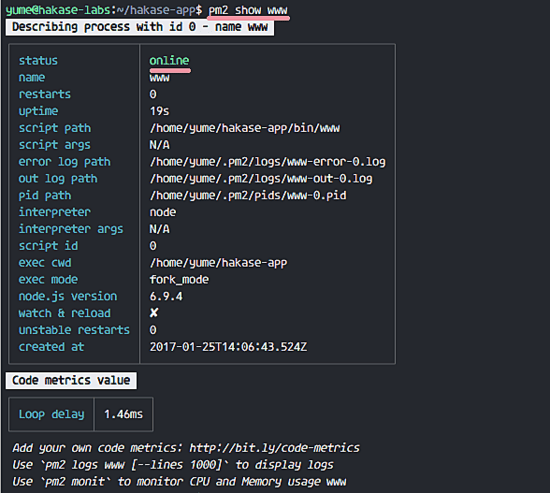 yume@hakase-labs:~/hakase-app$ pm2 show www
Describing process with id 0 - name www
status online
name www
restarts 0
uptime 19s
script path /home/yume/hakase-app/bin/www
script args N/A
error log path /home/yume/.pm2/logs/www-error-0.log
out log path /home/yume/.pm2/logs/www-out-0.log
pid path /home/yume/.pm2/pids/www-0.pid
interpreter node
interpreter args N/A
script id 0
exec cwd /home/yume/hakase-app
exec mode fork_mode
node.js version 6.9.4
watch & reload ✘
unstable restarts 0
created at 2017-01-25T14:06:43.524Z
Code metrics value
Loop delay 1.46ms
Add your own code metrics: http://bit.ly/code-metrics
Use `pm2 logs www [--lines 1000]` to display logs
Use `pm2 monit` to monitor CPU and Memory usage www